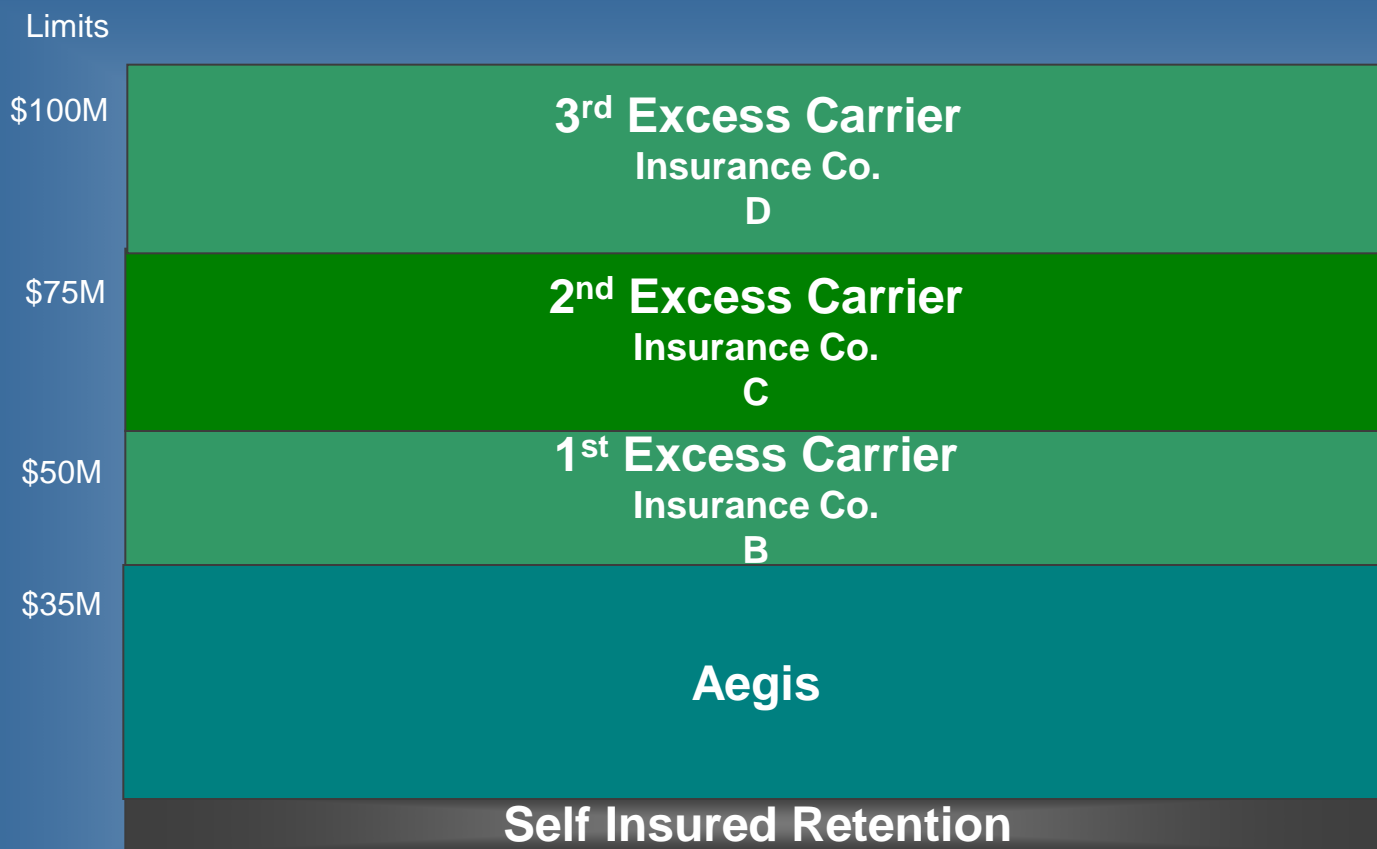 Limits
$100M
3rd Excess Carrier
Insurance Co.
D
$75M
2nd Excess Carrier
Insurance Co.
C
$50M
1st Excess Carrier
Insurance Co.
B
$35M
Aegis
Self Insured Retention